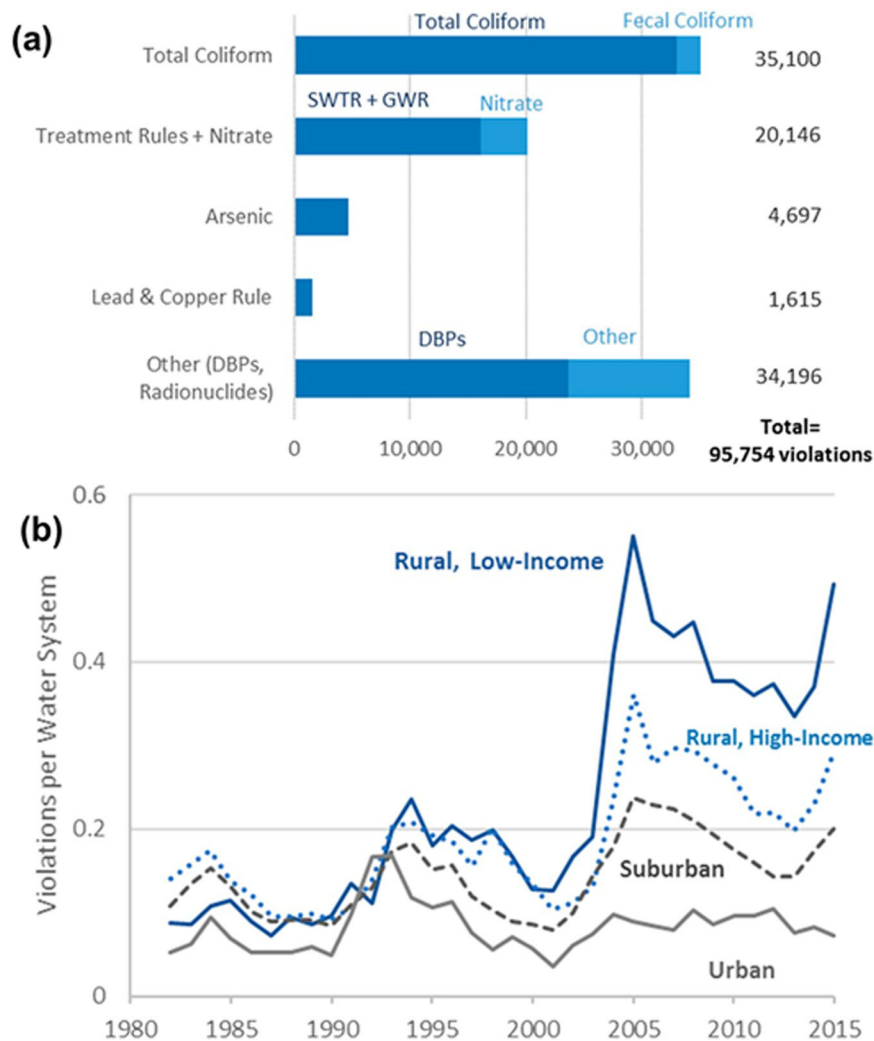 (a)
Total Coliform Fecal Coliform
Total Coliform 35,100
SWTR + GWR Nitrate
Treatment Rules + Nitrate 20,146
Arsenic 4,697
Lead & Copper Rule 1,615
DBPs Other
Other (DBPs,
Radionuclides) 34,196
0 10,000 20,000 30,000
Total=
95,754 violations
(b)
Violations per Water System
0.6
0.4
0.2
0
Rural, Low-Income
Rural, High-Income
Suburban
Urban
1980 1985 1990 1995 2000 2005 2010 2015